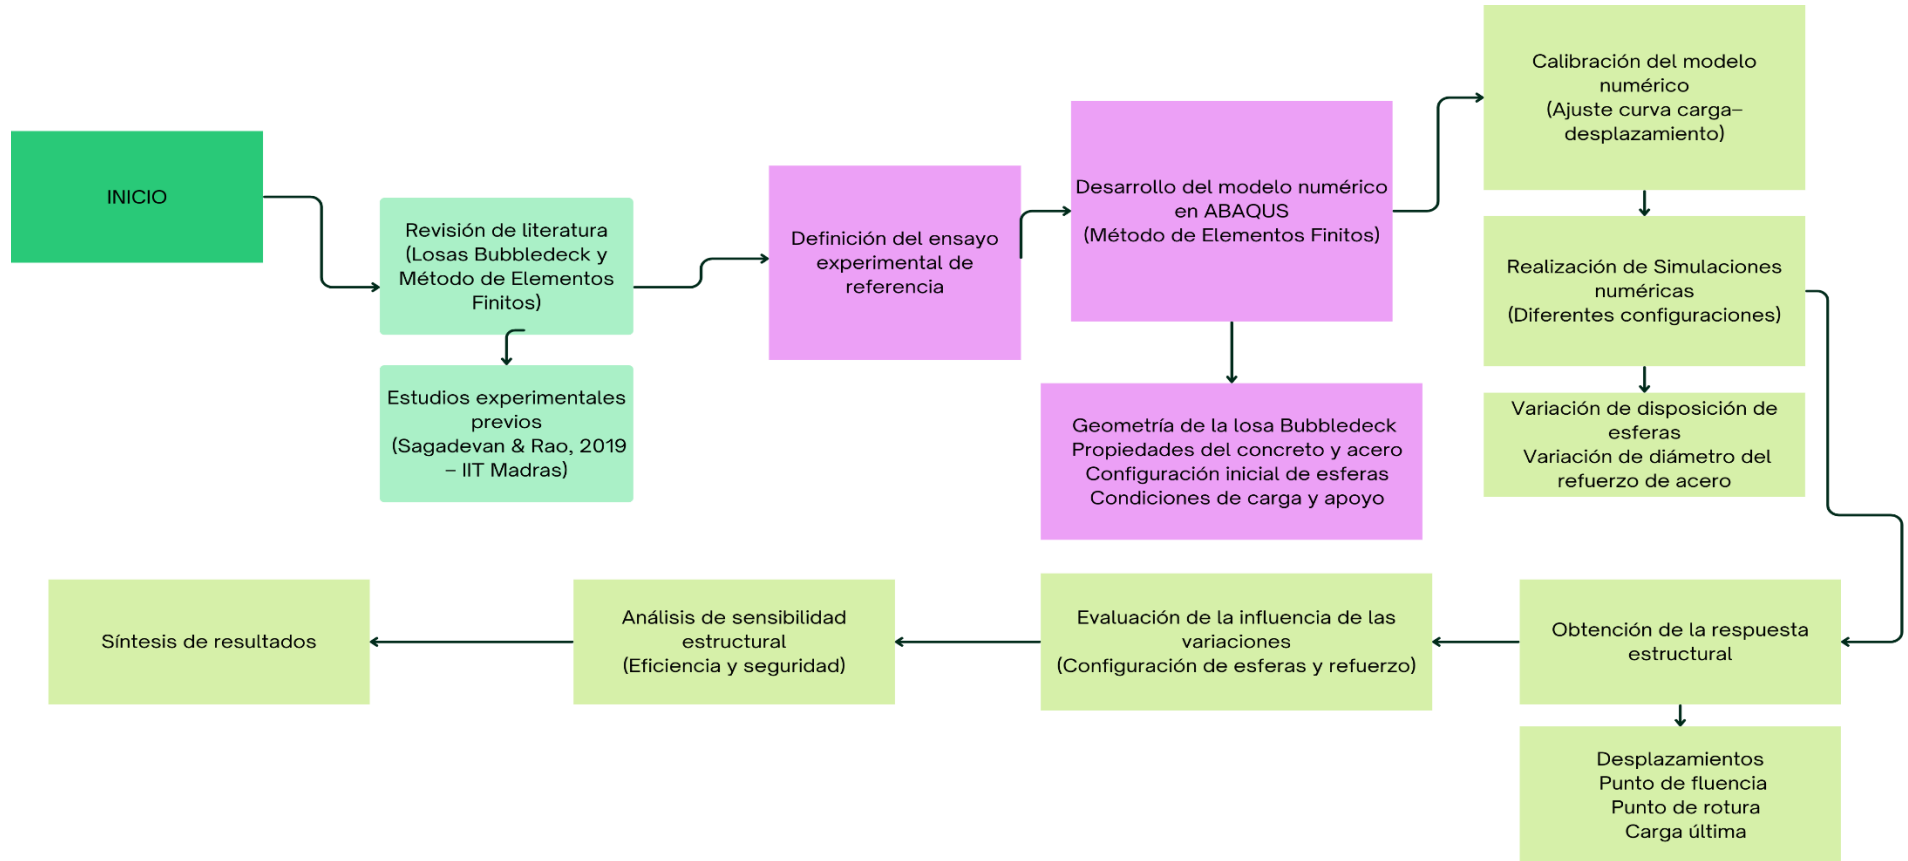 INICIO
Revisión de literatura
(Losas Bubbledeck y
Método de Elementos
Finitos)
Estudios experimentales
previos
(Sagadevan & Rao, 2019
– IIT Madras)
Definición del ensayo
experimental de
referencia
Desarrollo del modelo numérico
en ABAQUS
(Método de Elementos Finitos)
Geometría de la losa Bubbledeck
Propiedades del concreto y acero
Configuración inicial de esferas
Condiciones de carga y apoyo
Calibración del modelo
numérico
(Ajuste curva carga–
desplazamiento)
Realización de Simulaciones
numéricas
(Diferentes configuraciones)
Variación de disposición de
esferas
Variación de diámetro del
refuerzo de acero
Obtención de la respuesta
estructural
Desplazamientos
Punto de fluencia
Punto de rotura
Carga última
Evaluación de la influencia de las
variaciones
(Configuración de esferas y refuerzo)
Análisis de sensibilidad
estructural
(Eficiencia y seguridad)
Síntesis de resultados